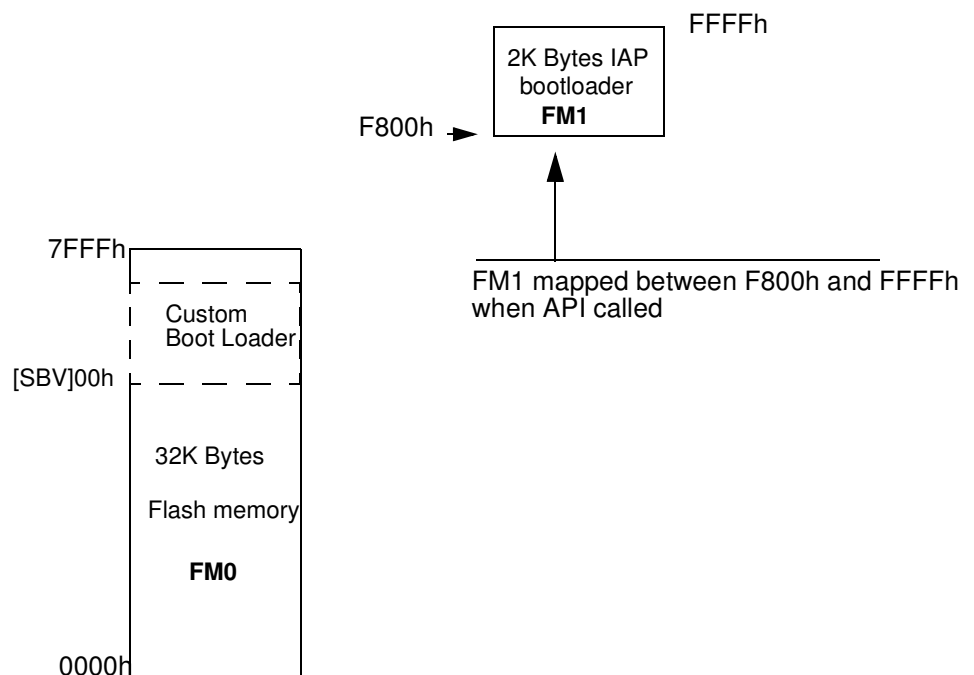 FFFFh
2K Bytes IAP
bootloader
FM1
F800h
7FFFh
FM1 mapped between F800h and FFFFh
when API called
Custom
Boot Loader
[SBV]00h
32K Bytes
Flash memory
FM0
0000h